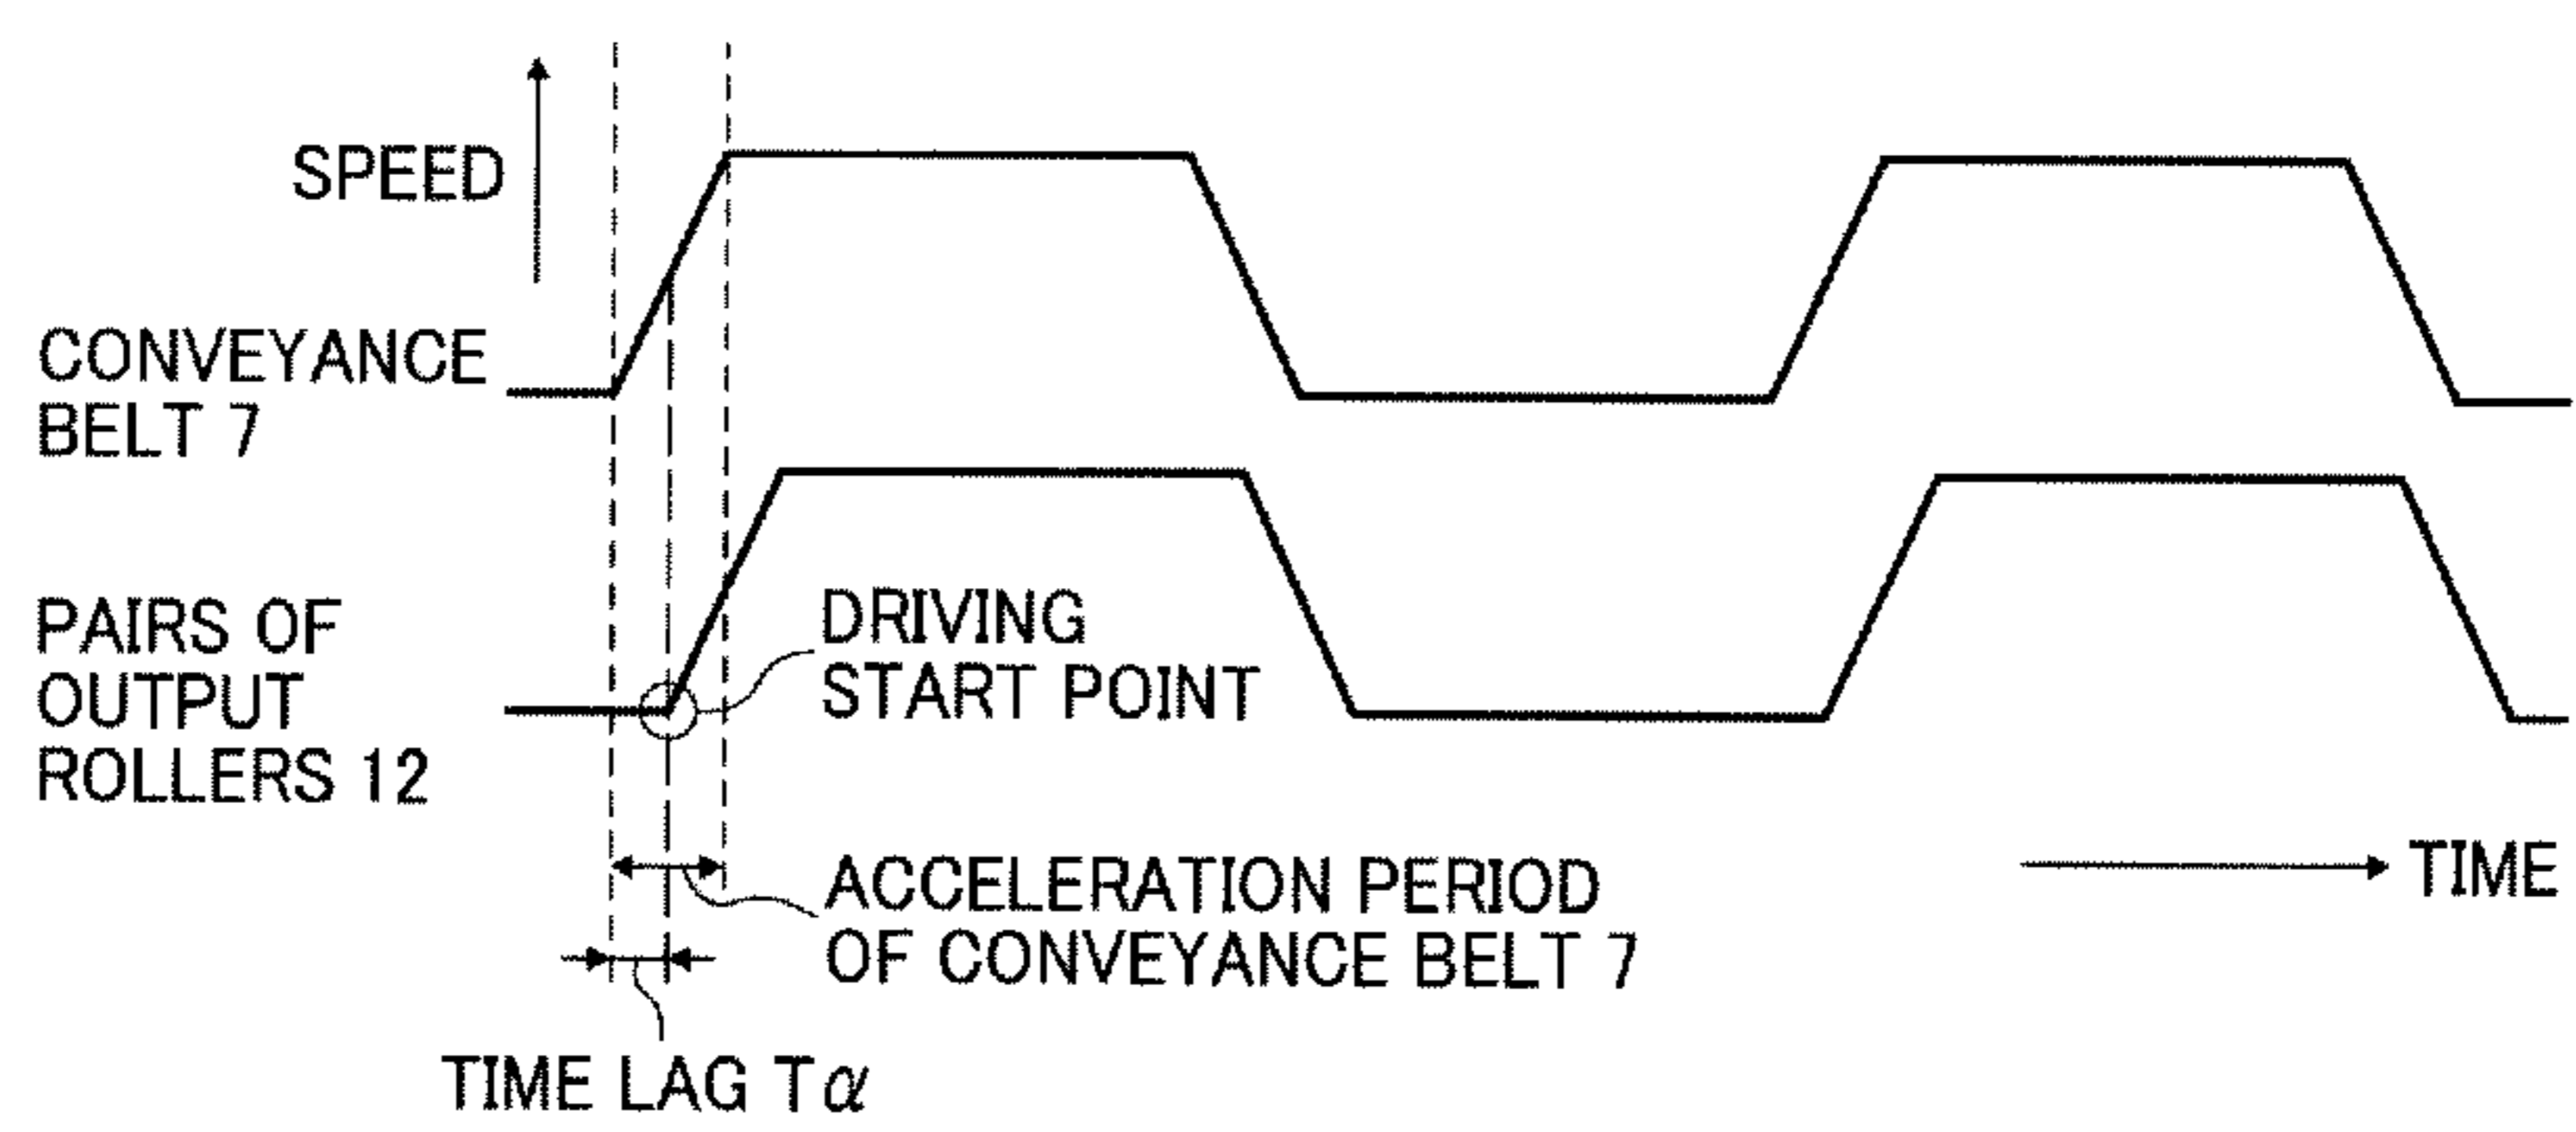 SPEED
CONVEYANCE
BELT 7
PAIRS OF
OUTPUT
ROLLERS 12
DRIVING
START POINT
ACCELERATION PERIOD
OF CONVEYANCE BELT 7
TIME
TIME LAG Tα